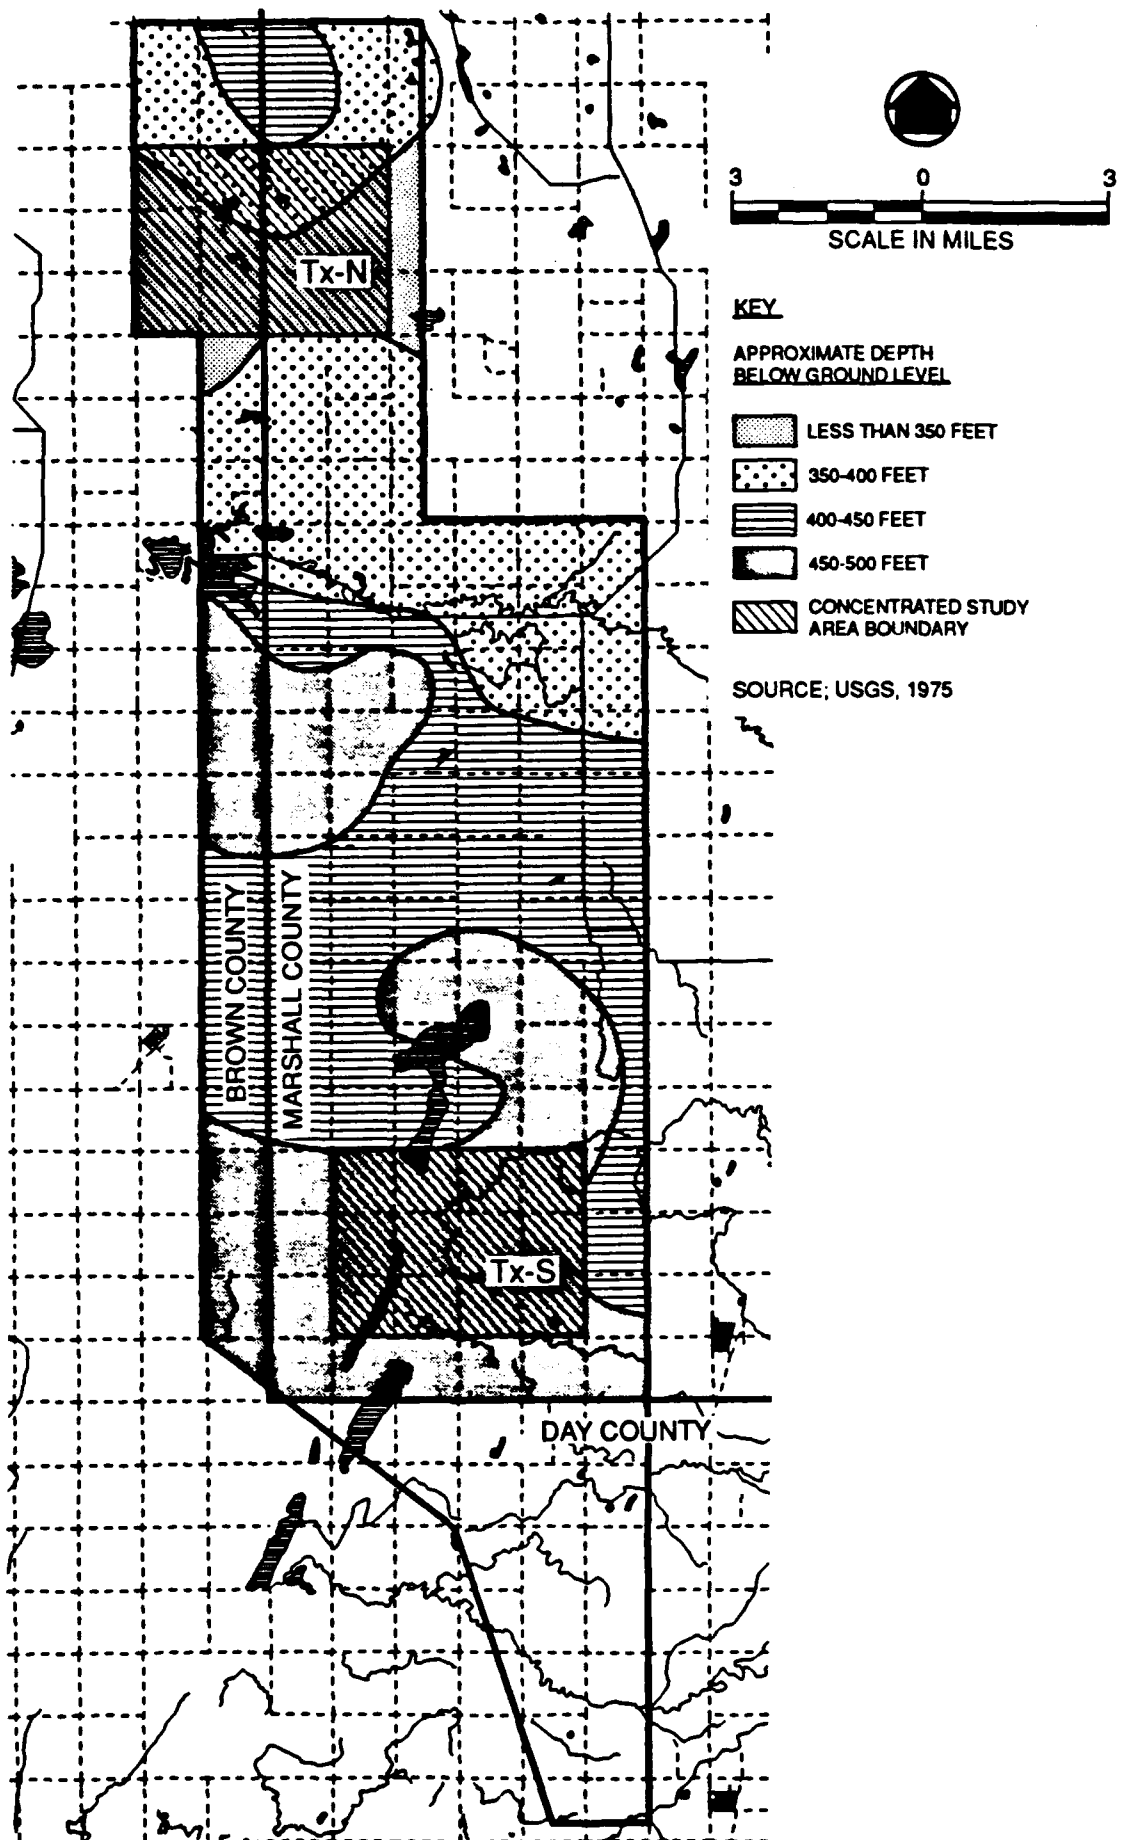 3 0 3
SCALE IN MILES
Tx-N
KEY
APPROXIMATE DEPTH
BELOW GROUND LEVEL
LESS THAN 350 FEET
350-400 FEET
400-450 FEET
450-500 FEET
CONCENTRATED STUDY
AREA BOUNDARY
SOURCE; USGS, 1975
BROWN COUNTY
MARSHALL COUNTY
Tx-S
DAY COUNTY